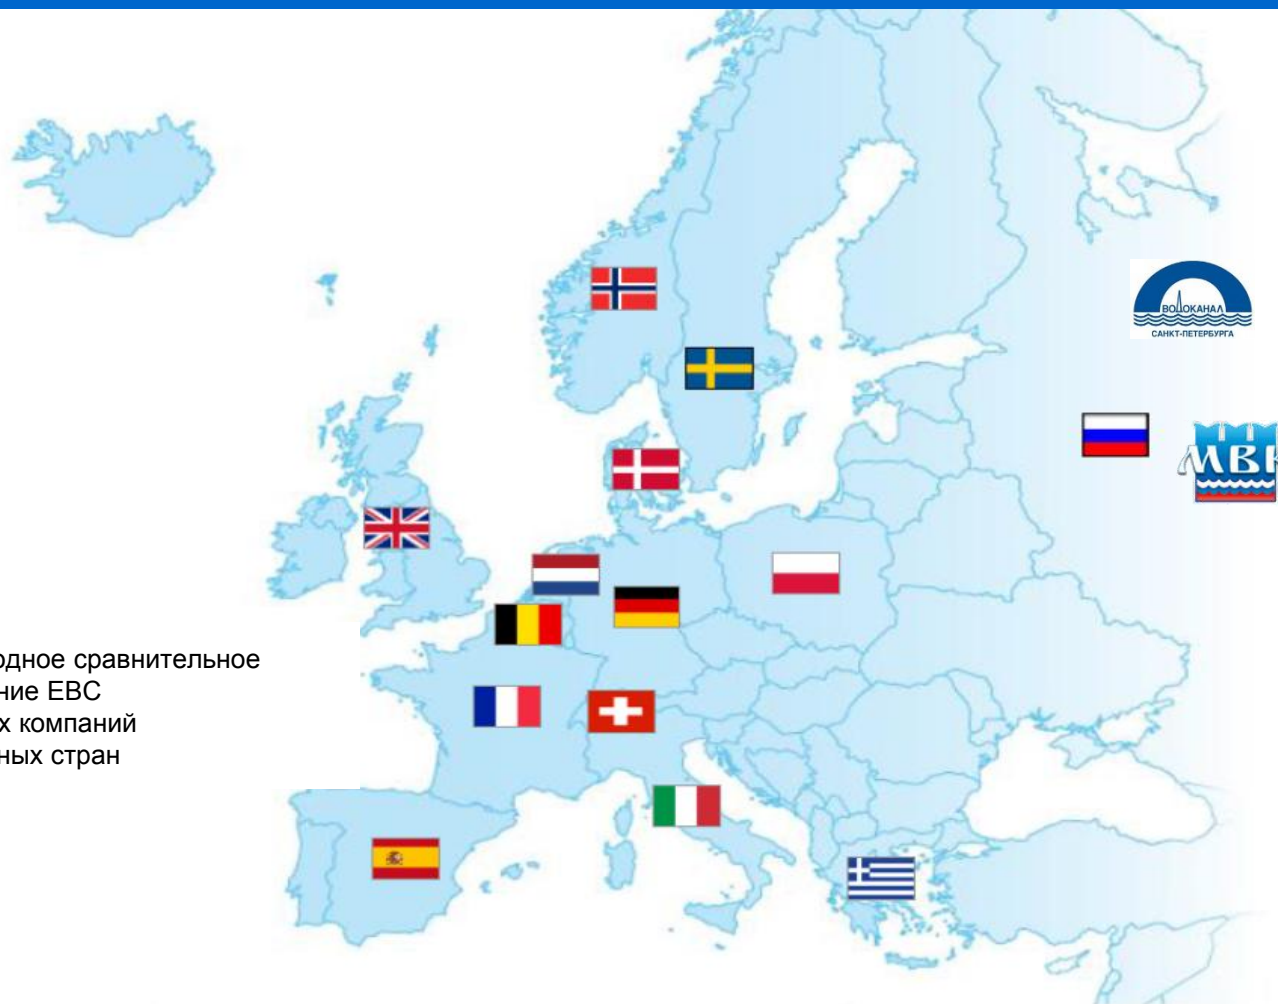 ВОДОКАНАЛ
САНКТ-ПЕТЕРБУРГА
МВК
одное сравнительное
ние ЕВС
х компаний
ных стран